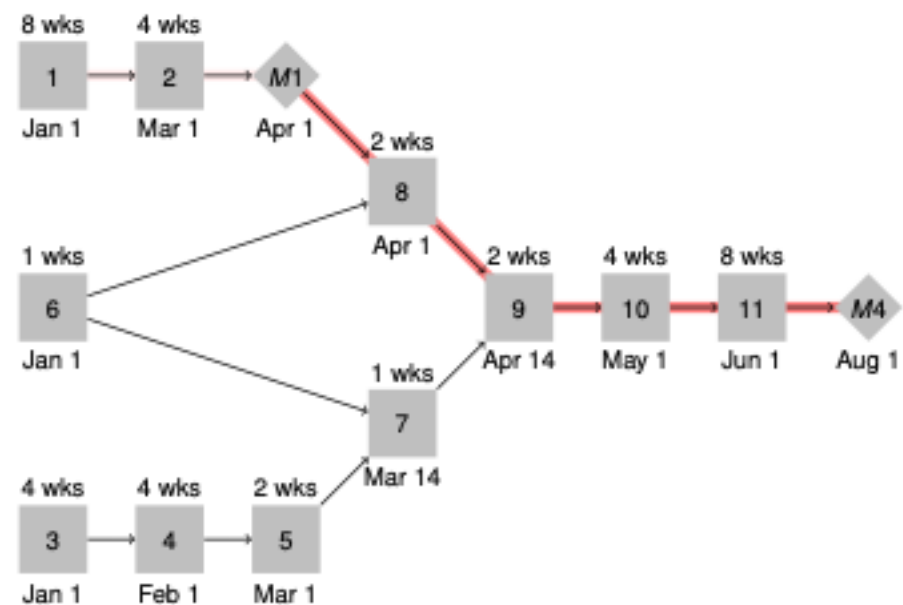 8 wks
4 wks
1
2
M1
Jan 1
Mar 1
Apr 1
2 wks
8
Apr 1
1 wks
6
Jan 1
2 wks
4 wks
8 wks
9
10
11
M4
Apr 14
May 1
Jun 1
Aug 1
1 wks
7
Mar 14
4 wks
4 wks
2 wks
3
4
5
Jan 1
Feb 1
Mar 1